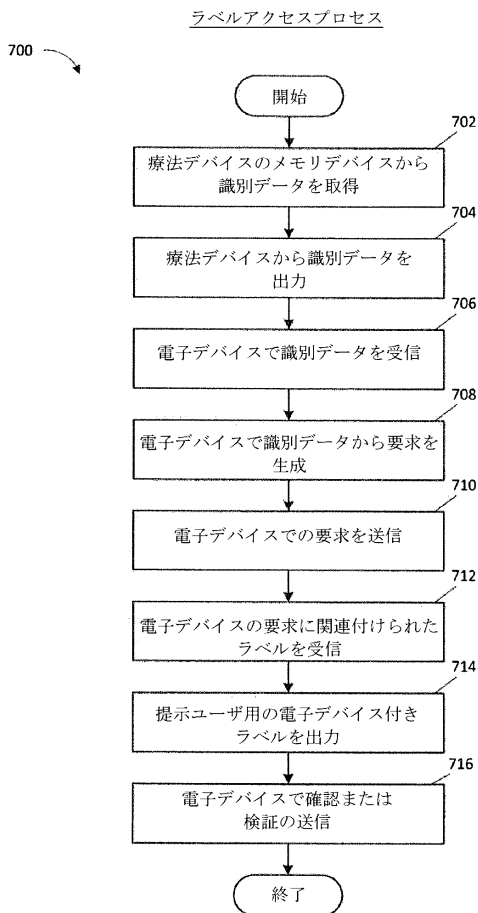 ラベルアクセスプロセス
700
開始
702
療法デバイスのメモリデバイスから
識別データを取得
704
療法デバイスから識別データを
出力
706
電子デバイスで識別データを受信
708
電子デバイスで識別データから要求を
生成
710
電子デバイスでの要求を送信
712
電子デバイスの要求に関連付けられた
ラベルを受信
714
提示ユーザ用の電子デバイス付き
ラベルを出力
716
電子デバイスで確認または
検証の送信
終了